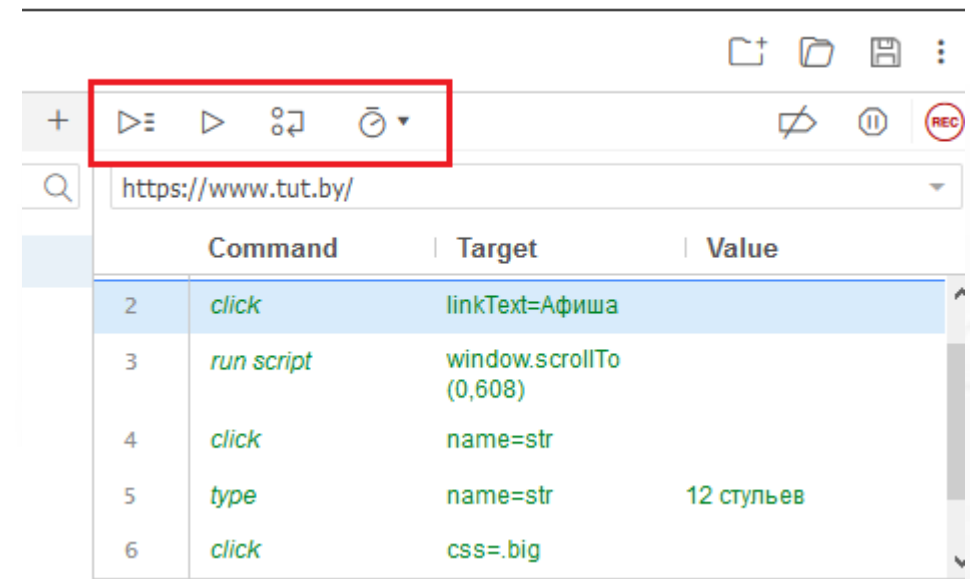 REC
https://www.tut.by/
Command Target Value
2 click linkText=Афиша
3 run script window.scrollTo
(0,608)
4 click name=str
5 type name=str 12 стульев
6 click css=.big